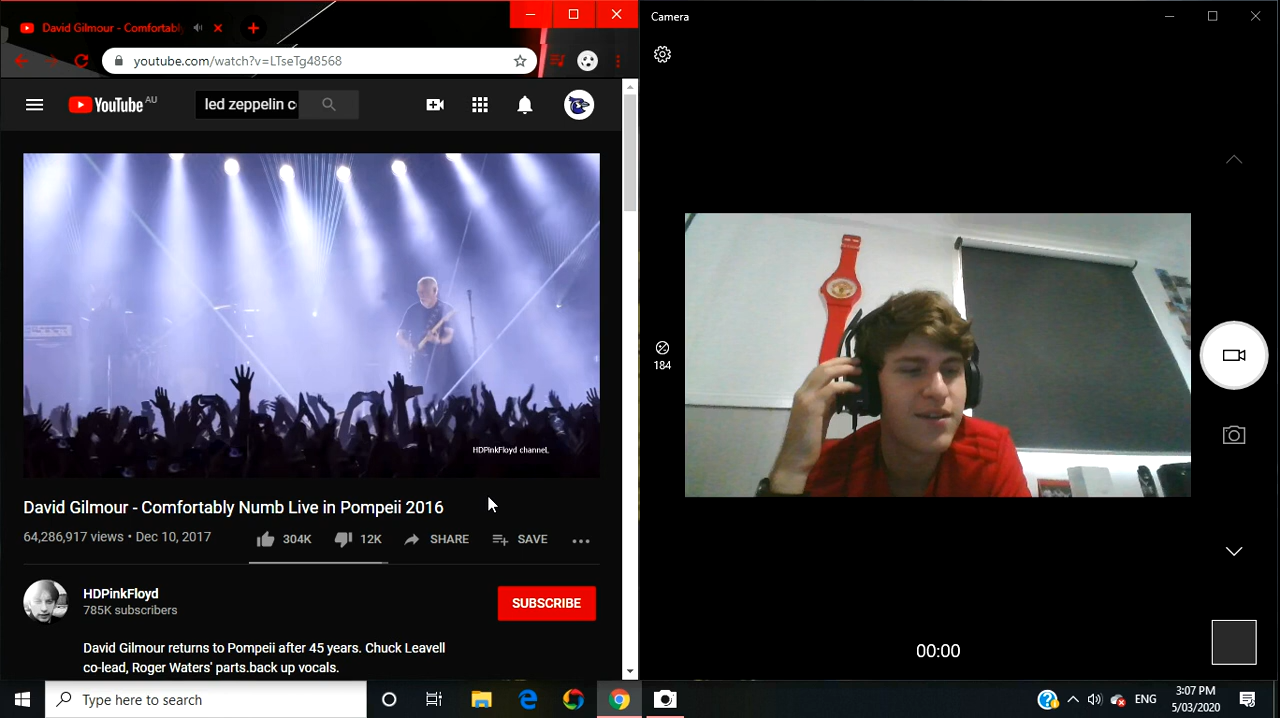 David Gilmour - Comfortabl
youtube.com/watch?v=LTseTg48568
YouTube AU
led zeppelin c
HDPinkFloyd channeL
David Gilmour - Comfortably Numb Live in Pompeii 2016
64,286,917 views • Dec 10, 2017
304K
12K
SHARE
SAVE
HDPinkFloyd
785K subscribers
SUBSCRIBE
David Gilmour returns to Pompeii after 45 years. Chuck Leavell
co-lead, Roger Waters' parts.back up vocals.
Camera
184
00:00
Type here to search
ENG
3:07 PM
5/03/2020